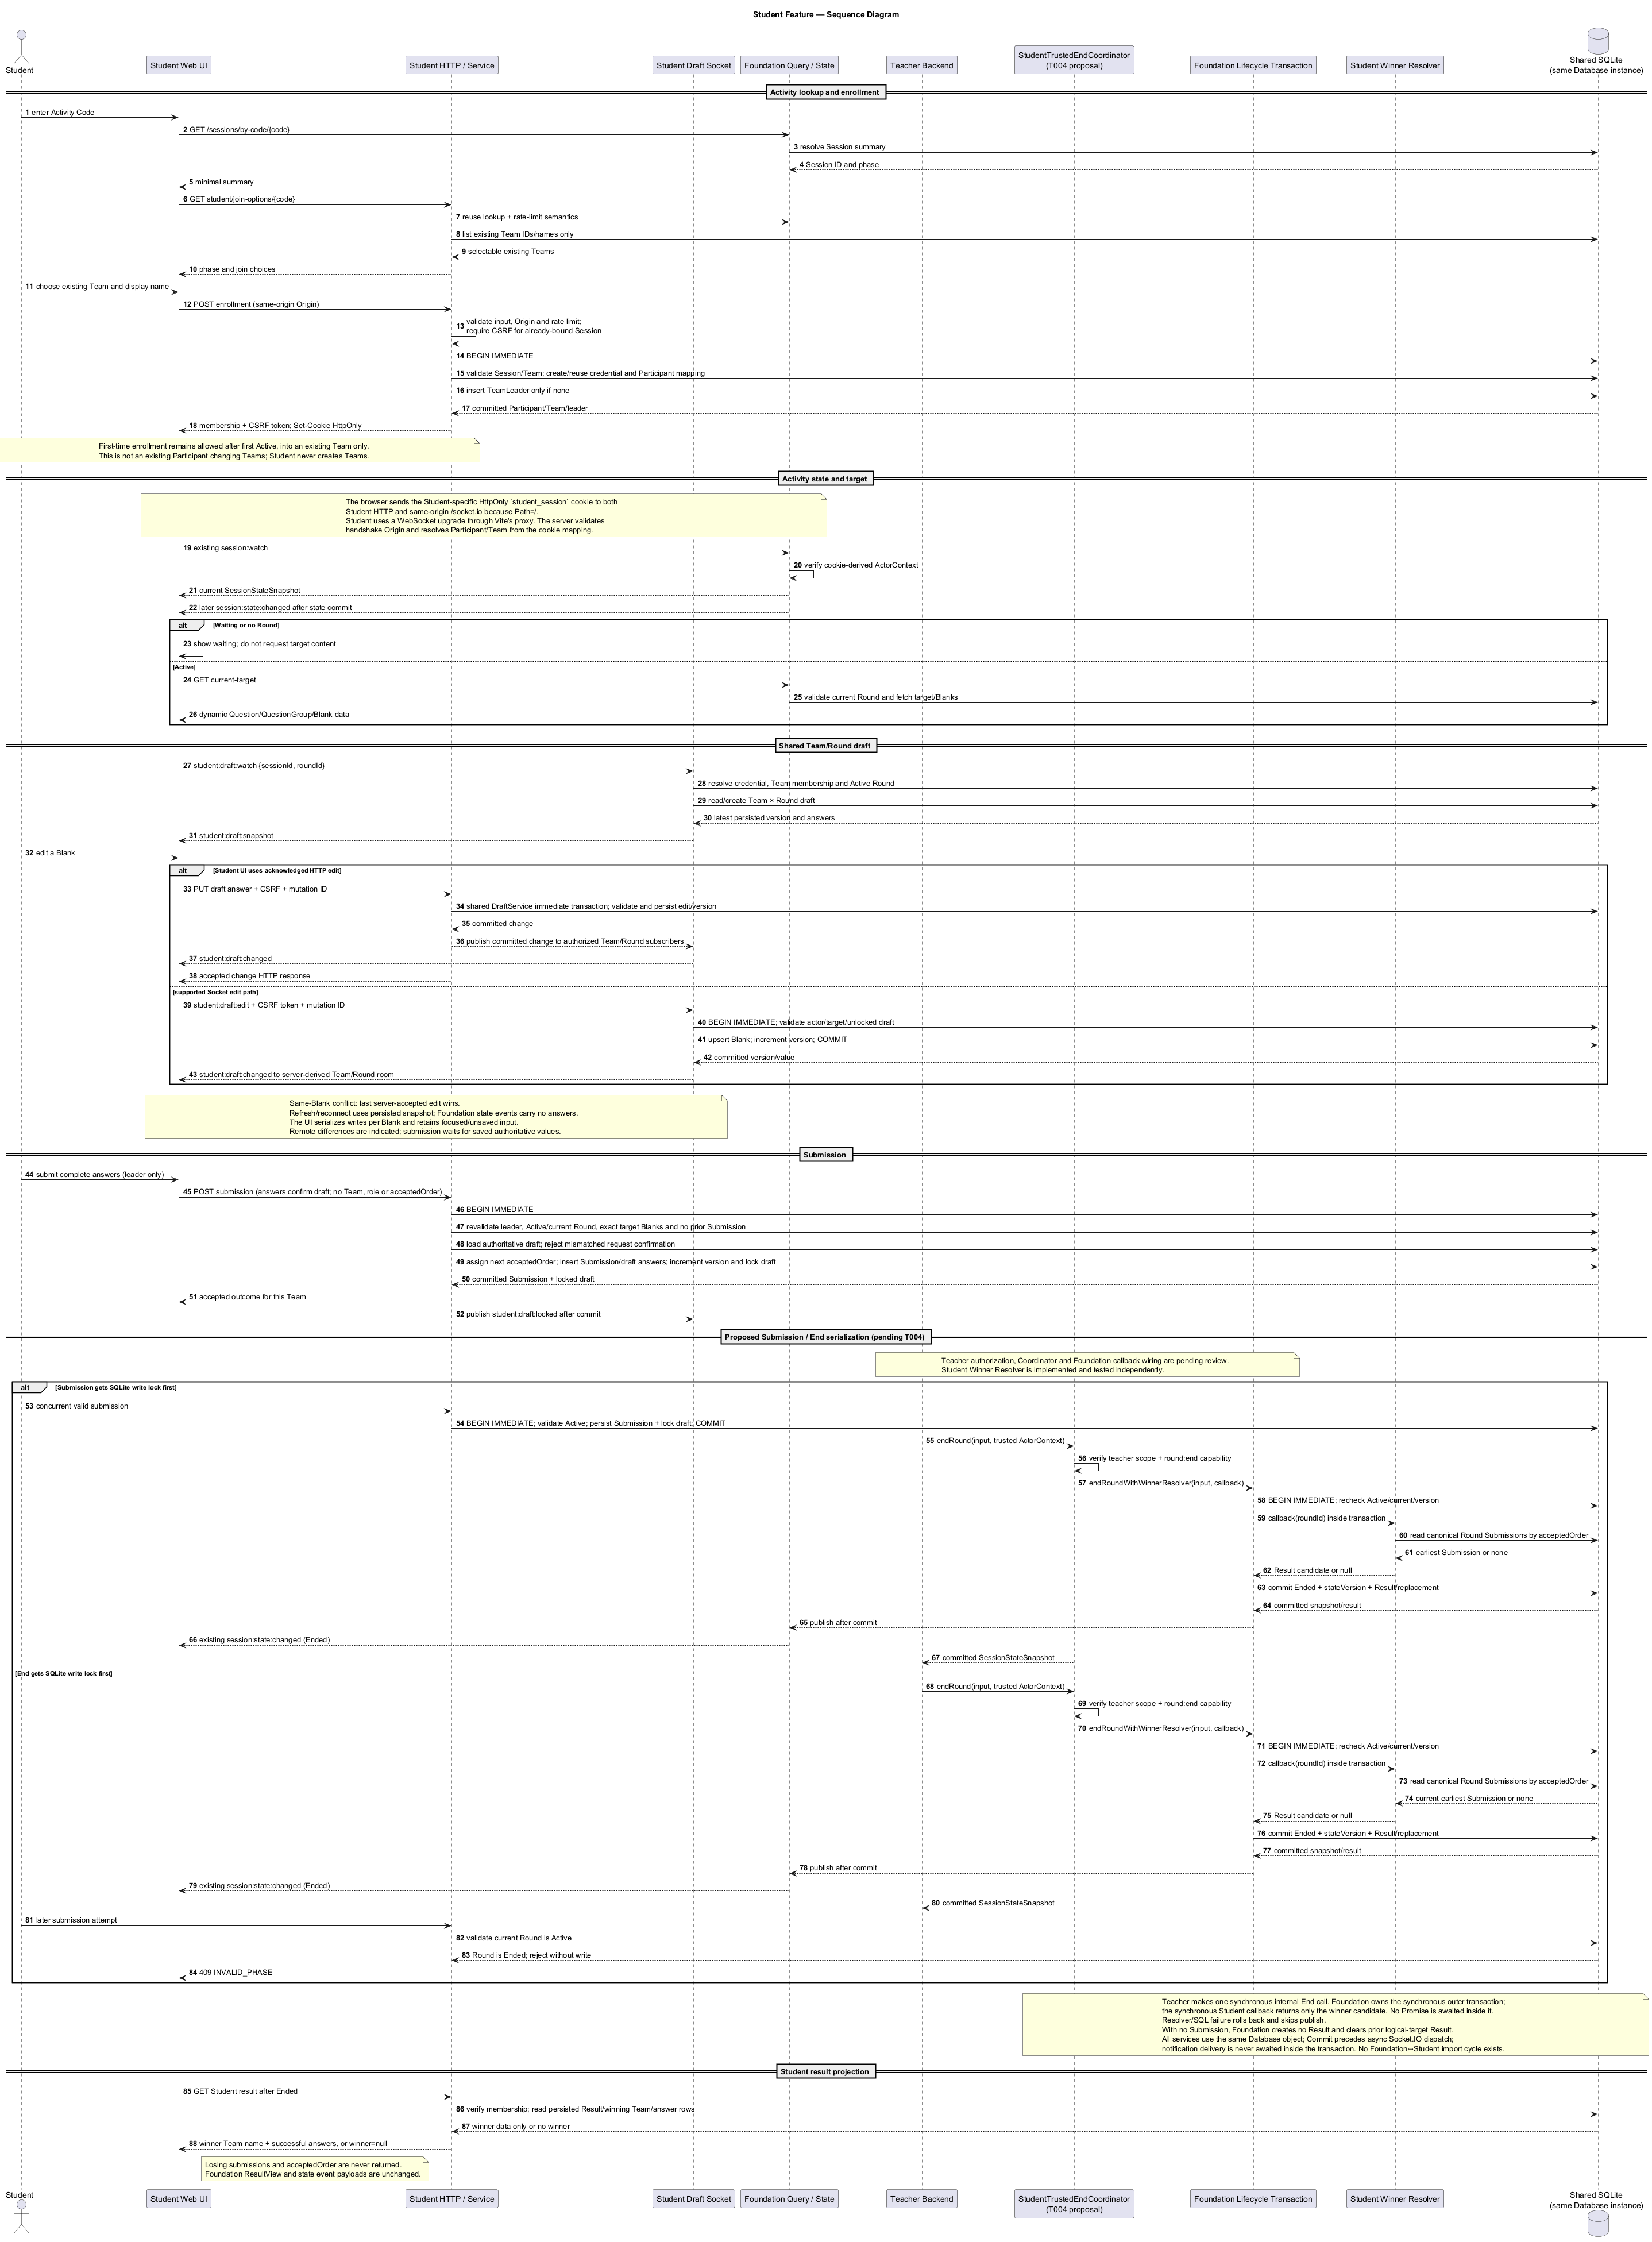 Student Feature — Sequence Diagram
Student
Student Web UI
Student HTTP / Service
Student Draft Socket
Foundation Query / State
Teacher Backend
StudentTrustedEndCoordinator
(T004 proposal)
Foundation Lifecycle Transaction
Student Winner Resolver
Shared SQLite
(same Database instance)
Activity lookup and enrollment
1 enter Activity Code
2 GET /sessions/by-code/{code}
3 resolve Session summary
4 Session ID and phase
5 minimal summary
6 GET student/join-options/{code}
7 reuse lookup + rate-limit semantics
8 list existing Team IDs/names only
9 selectable existing Teams
10 phase and join choices
11 choose existing Team and display name
12 POST enrollment (same-origin Origin)
13 validate input, Origin and rate limit;
require CSRF for already-bound Session
14 BEGIN IMMEDIATE
15 validate Session/Team; create/reuse credential and Participant mapping
16 insert TeamLeader only if none
17 committed Participant/Team/leader
18 membership + CSRF token; Set-Cookie HttpOnly
First-time enrollment remains allowed after first Active, into an existing Team only.
This is not an existing Participant changing Teams; Student never creates Teams.
Activity state and target
The browser sends the Student-specific HttpOnly `student_session` cookie to both
Student HTTP and same-origin /socket.io because Path=/.
Student uses a WebSocket upgrade through Vite's proxy. The server validates
handshake Origin and resolves Participant/Team from the cookie mapping.
19 existing session:watch
20 verify cookie-derived ActorContext
21 current SessionStateSnapshot
22 later session:state:changed after state commit
alt [Waiting or no Round]
23 show waiting; do not request target content
[Active]
24 GET current-target
25 validate current Round and fetch target/Blanks
26 dynamic Question/QuestionGroup/Blank data
Shared Team/Round draft
27 student:draft:watch {sessionId, roundId}
28 resolve credential, Team membership and Active Round
29 read/create Team × Round draft
30 latest persisted version and answers
31 student:draft:snapshot
32 edit a Blank
alt [Student UI uses acknowledged HTTP edit]
33 PUT draft answer + CSRF + mutation ID
34 shared DraftService immediate transaction; validate and persist edit/version
35 committed change
36 publish committed change to authorized Team/Round subscribers
37 student:draft:changed
38 accepted change HTTP response
[supported Socket edit path]
39 student:draft:edit + CSRF token + mutation ID
40 BEGIN IMMEDIATE; validate actor/target/unlocked draft
41 upsert Blank; increment version; COMMIT
42 committed version/value
43 student:draft:changed to server-derived Team/Round room
Same-Blank conflict: last server-accepted edit wins.
Refresh/reconnect uses persisted snapshot; Foundation state events carry no answers.
The UI serializes writes per Blank and retains focused/unsaved input.
Remote differences are indicated; submission waits for saved authoritative values.
Submission
44 submit complete answers (leader only)
45 POST submission (answers confirm draft; no Team, role or acceptedOrder)
46 BEGIN IMMEDIATE
47 revalidate leader, Active/current Round, exact target Blanks and no prior Submission
48 load authoritative draft; reject mismatched request confirmation
49 assign next acceptedOrder; insert Submission/draft answers; increment version and lock draft
50 committed Submission + locked draft
51 accepted outcome for this Team
52 publish student:draft:locked after commit
Proposed Submission / End serialization (pending T004)
Teacher authorization, Coordinator and Foundation callback wiring are pending review.
Student Winner Resolver is implemented and tested independently.
alt [Submission gets SQLite write lock first]
53 concurrent valid submission
54 BEGIN IMMEDIATE; validate Active; persist Submission + lock draft; COMMIT
55 endRound(input, trusted ActorContext)
56 verify teacher scope + round:end capability
57 endRoundWithWinnerResolver(input, callback)
58 BEGIN IMMEDIATE; recheck Active/current/version
59 callback(roundId) inside transaction
60 read canonical Round Submissions by acceptedOrder
61 earliest Submission or none
62 Result candidate or null
63 commit Ended + stateVersion + Result/replacement
64 committed snapshot/result
65 publish after commit
66 existing session:state:changed (Ended)
67 committed SessionStateSnapshot
[End gets SQLite write lock first]
68 endRound(input, trusted ActorContext)
69 verify teacher scope + round:end capability
70 endRoundWithWinnerResolver(input, callback)
71 BEGIN IMMEDIATE; recheck Active/current/version
72 callback(roundId) inside transaction
73 read canonical Round Submissions by acceptedOrder
74 current earliest Submission or none
75 Result candidate or null
76 commit Ended + stateVersion + Result/replacement
77 committed snapshot/result
78 publish after commit
79 existing session:state:changed (Ended)
80 committed SessionStateSnapshot
81 later submission attempt
82 validate current Round is Active
83 Round is Ended; reject without write
84 409 INVALID_PHASE
Teacher makes one synchronous internal End call. Foundation owns the synchronous outer transaction;
the synchronous Student callback returns only the winner candidate. No Promise is awaited inside it.
Resolver/SQL failure rolls back and skips publish.
With no Submission, Foundation creates no Result and clears prior logical-target Result.
All services use the same Database object; Commit precedes async Socket.IO dispatch;
notification delivery is never awaited inside the transaction. No Foundation↔Student import cycle exists.
Student result projection
85 GET Student result after Ended
86 verify membership; read persisted Result/winning Team/answer rows
87 winner data only or no winner
88 winner Team name + successful answers, or winner=null
Losing submissions and acceptedOrder are never returned.
Foundation ResultView and state event payloads are unchanged.
Student
Student Web UI
Student HTTP / Service
Student Draft Socket
Foundation Query / State
Teacher Backend
StudentTrustedEndCoordinator
(T004 proposal)
Foundation Lifecycle Transaction
Student Winner Resolver
Shared SQLite
(same Database instance)